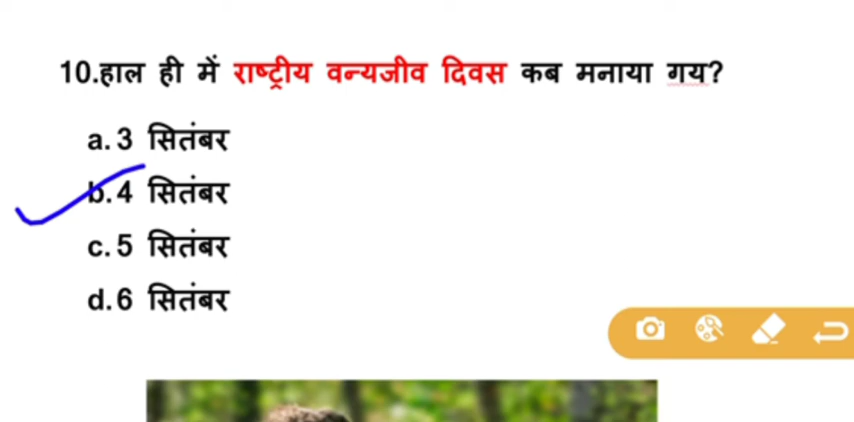 10.हाल ही में राष्ट्रीय वन्यजीव दिवस कब मनाया गय?
a. 3 सितंबर
b. 4 सितंबर
c. 5 सितंबर
d. 6 सितंबर